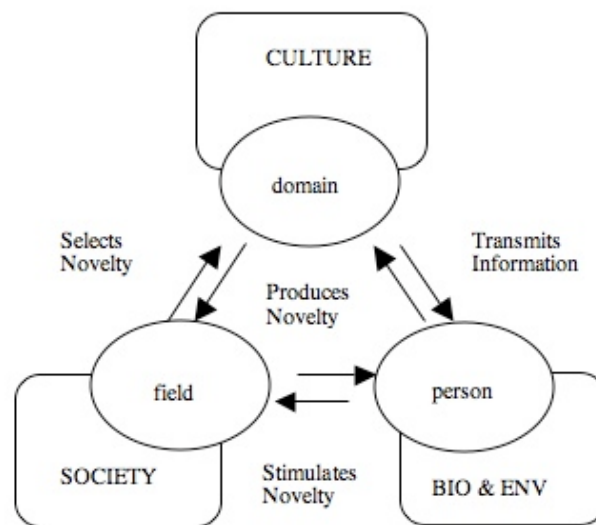 CULTURE
domain
Selects
Novelty
Transmits
Information
Produces
Novelty
field
person
SOCIETY
Stimulates
Novelty
BIO & ENV